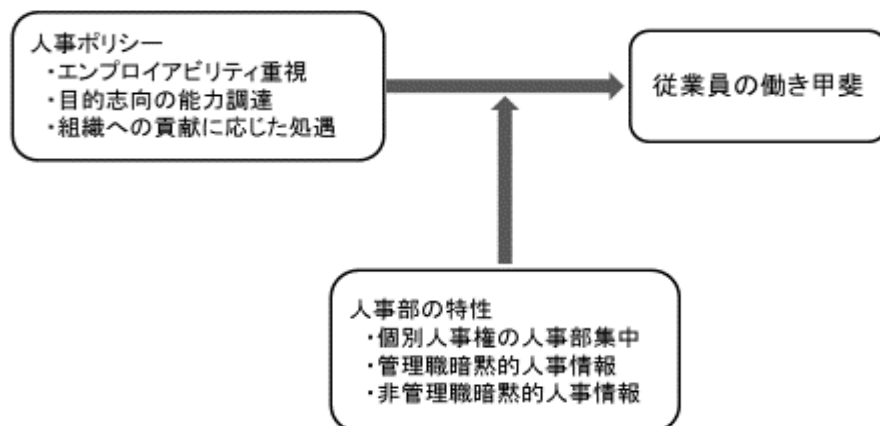 人事ポリシー
・エンプロイアビリティ重視
・目的志向の能力調達
・組織への貢献に応じた処遇
従業員の働き甲斐
人事部の特性
・個別人事権の人事部集中
・管理職暗黙的人事情報
・非管理職暗黙的人事情報